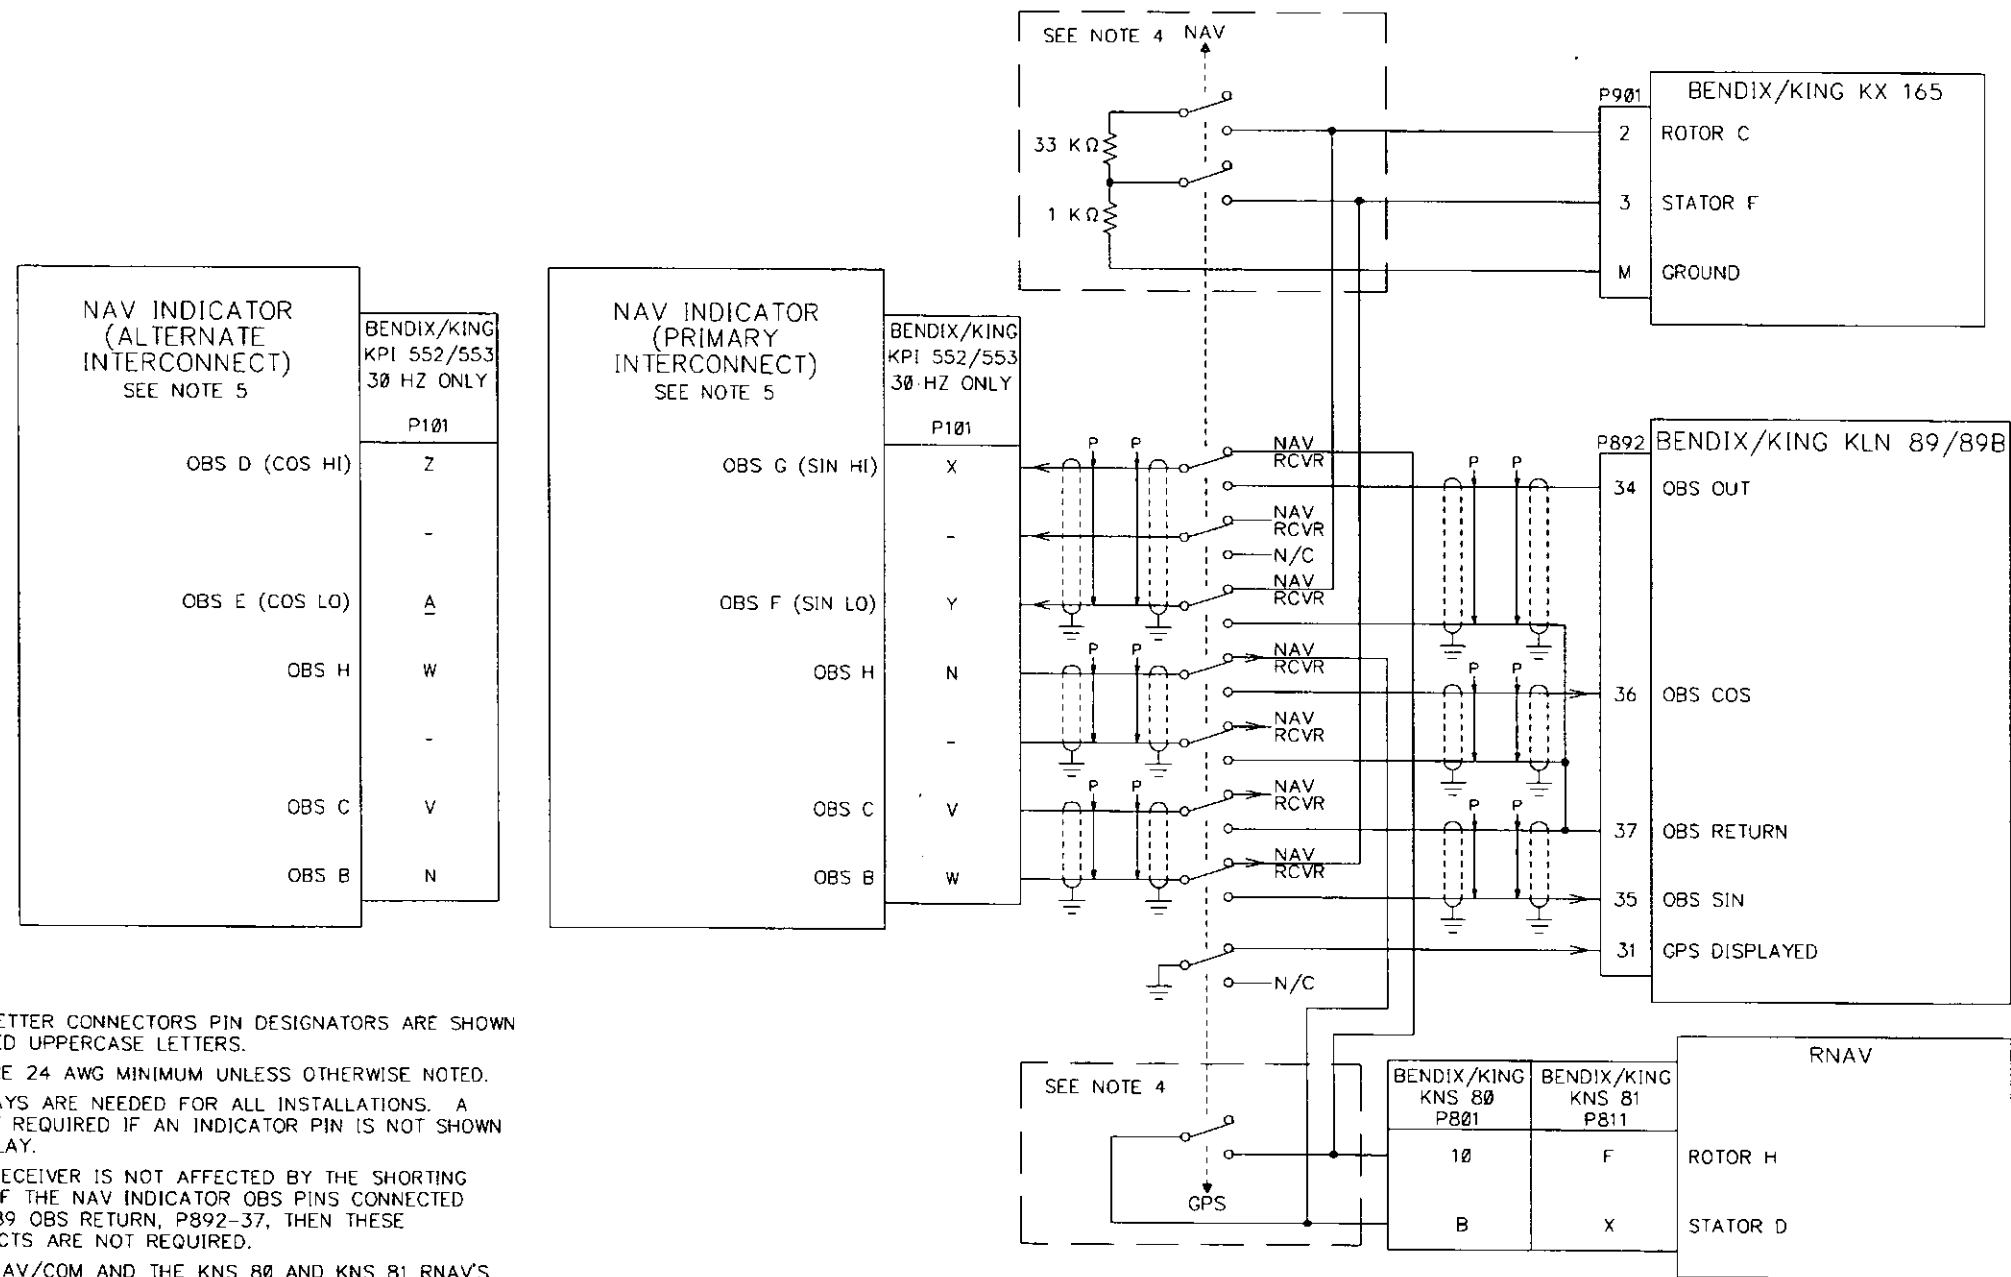 SEE NOTE 4 NAV
33 KΩ
1 KΩ
P901
BENDIX/KING KX 165
2 ROTOR C
3 STATOR F
M GROUND
NAV INDICATOR
(ALTERNATE
INTERCONNECT)
SEE NOTE 5
BENDIX/KING
KPI 552/553
30 HZ ONLY
P101
OBS D (COS HI) Z
-
OBS E (COS LO) A
OBS H W
-
OBS C V
OBS B N
NAV INDICATOR
(PRIMARY
INTERCONNECT)
SEE NOTE 5
BENDIX/KING
KPI 552/553
30 HZ ONLY
P101
OBS G (SIN HI) X
-
OBS F (SIN LO) Y
OBS H N
-
OBS C V
OBS B W
P P
P P
P P
NAV
RCVR
NAV
RCVR
N/C
NAV
RCVR
NAV
RCVR
NAV
RCVR
NAV
RCVR
NAV
RCVR
N/C
P P
P P
P P
P892
BENDIX/KING KLN 89/89B
34 OBS OUT
36 OBS COS
37 OBS RETURN
35 OBS SIN
31 GPS DISPLAYED
SEE NOTE 4
GPS
BENDIX/KING
KNS 80
P801
BENDIX/KING
KNS 81
P811
RNAV
10 F ROTOR H
B X STATOR D
ETTER CONNECTORS PIN DESIGNATORS ARE SHOWN
ED UPPERCASE LETTERS.
E 24 AWG MINIMUM UNLESS OTHERWISE NOTED.
AYS ARE NEEDED FOR ALL INSTALLATIONS. A
REQUIRED IF AN INDICATOR PIN IS NOT SHOWN
LAY.
ECEIVER IS NOT AFFECTED BY THE SHORTING
F THE NAV INDICATOR OBS PINS CONNECTED
89 OBS RETURN, P892-37, THEN THESE
CTS ARE NOT REQUIRED.
AV/COM AND THE KNS 80 AND KNS 81 RNAV'S